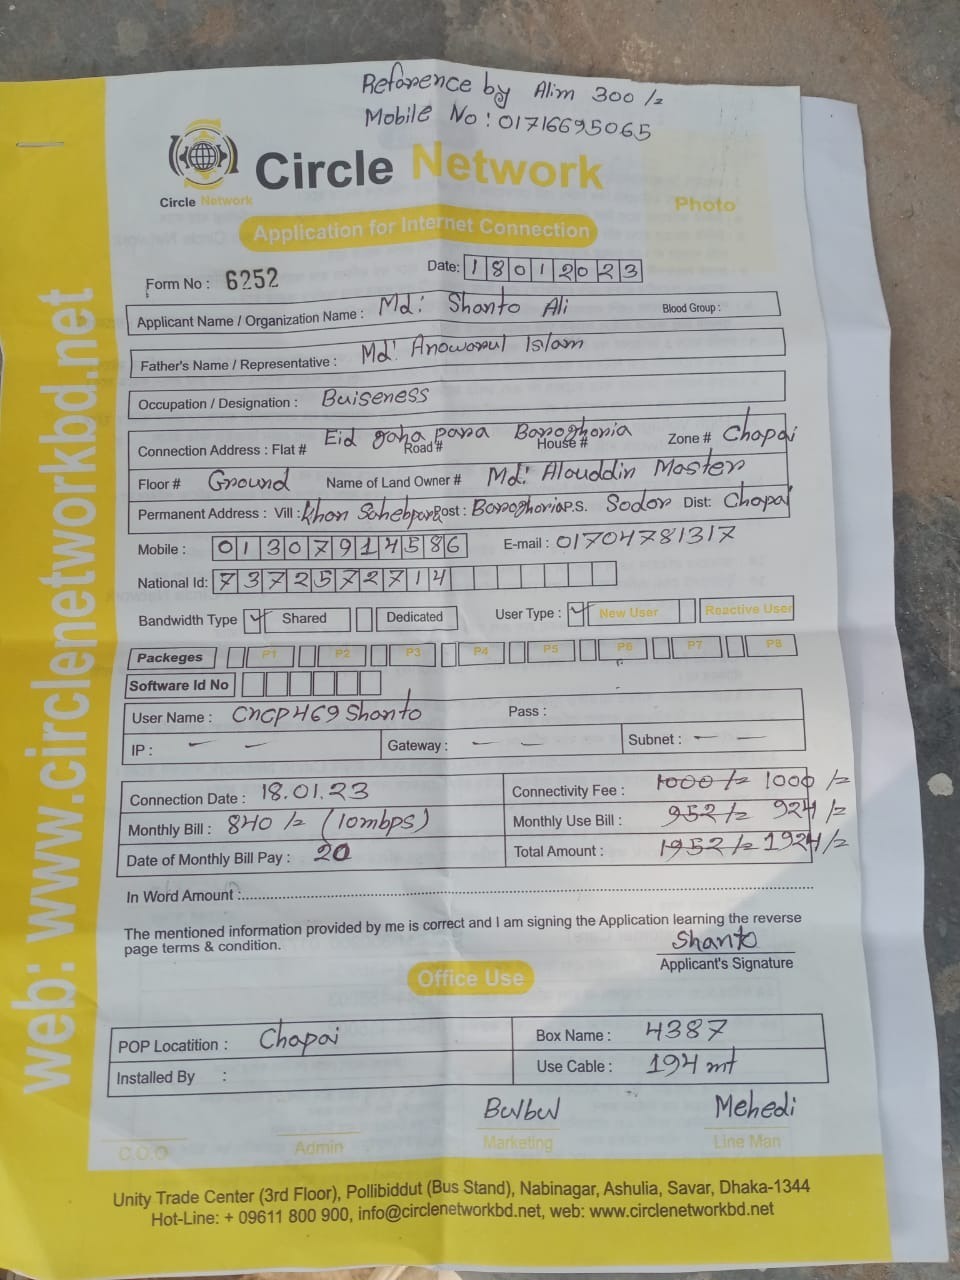 Reference by Alim 300 /=
Mobile No : 01716695065
Circle Network
Circle Network
Photo
Application for Internet Connection
Form No : 6252
Date: 18012023
Applicant Name / Organization Name : Md: Shanto Ali Blood Group :
Father's Name / Representative : Md: Anowarul Islam
Occupation / Designation : Buiseness
Connection Address : Flat # Eid gaha para Road # Baroghoria House # Zone # Chapai
Floor # Ground Name of Land Owner # Md: Alauddin Master
Permanent Address : Vill : Khan Sahebpara Post : Baroghoria P.S. Sodor Dist: Chapai
Mobile : 01307914586 E-mail : 01704781317
National Id: 7372572714
Bandwidth Type ✓ Shared Dedicated User Type : ✓ New User Reactive User
Packeges P1 P2 P3 P4 P5 P6 P7 P8
Software Id No
User Name : CNCP469Shanto Pass :
IP : — — Gateway : — — Subnet : — —
Connection Date : 18.01.23 Connectivity Fee : 1000 /= 1000 /=
Monthly Bill : 840 /= (10mbps) Monthly Use Bill : 952 /= 924 /=
Date of Monthly Bill Pay : 20 Total Amount : 1952 /= 1924 /=
In Word Amount :
The mentioned information provided by me is correct and I am signing the Application learning the reverse
page terms & condition.
Shanto
Applicant's Signature
Office Use
POP Locatition : Chapai Box Name : 4387
Installed By : Use Cable : 194 mt
Bulbul Mehedi
C.O.O Admin Marketing Line Man
Unity Trade Center (3rd Floor), Pollibiddut (Bus Stand), Nabinagar, Ashulia, Savar, Dhaka-1344
Hot-Line: + 09611 800 900, info@circlenetworkbd.net, web: www.circlenetworkbd.net
web: www.circlenetworkbd.net